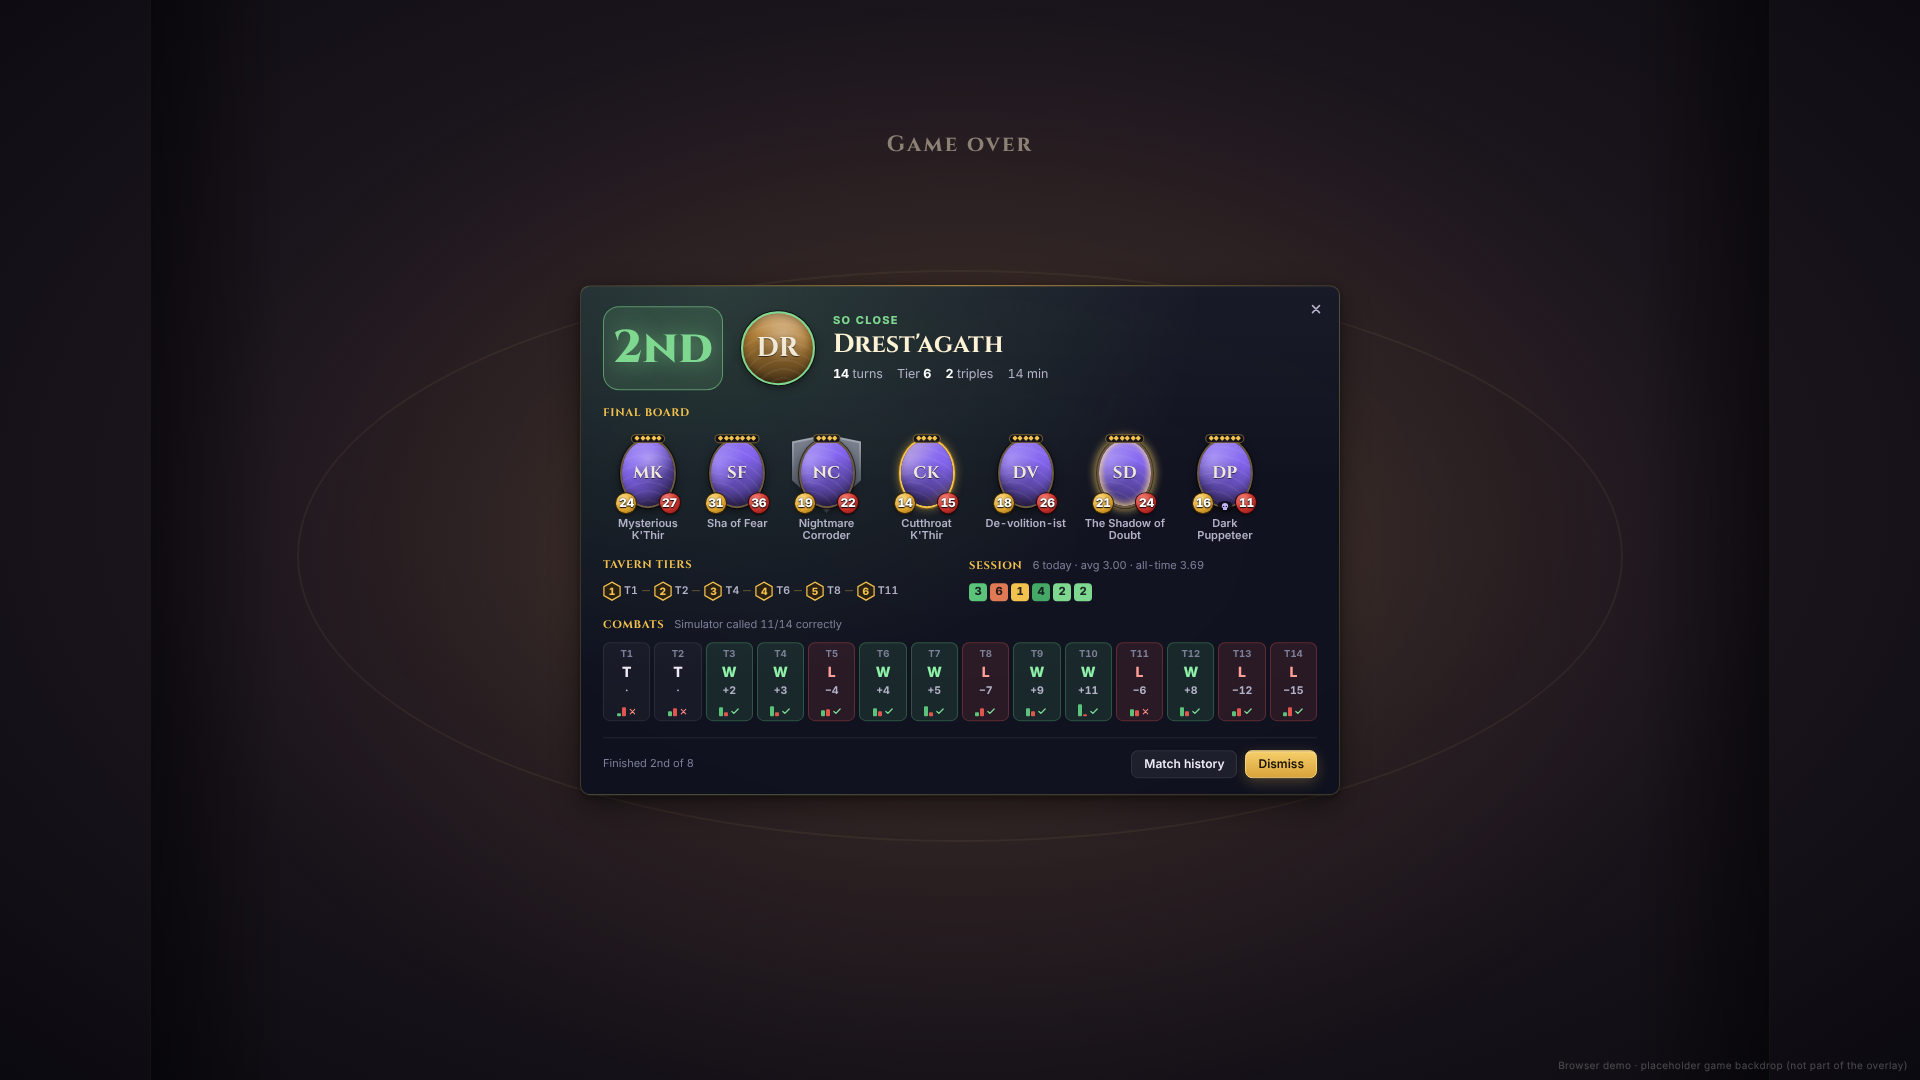 Game over
2nd
DR
SO CLOSE
Drest'agath
14 turns Tier 6 2 triples 14 min
FINAL BOARD
MK 24 27 Mysterious K'Thir
SF 31 36 Sha of Fear
NC 19 22 Nightmare Corroder
CK 14 15 Cutthroat K'Thir
DV 18 26 De-volition-ist
SD 21 24 The Shadow of Doubt
DP 16 11 Dark Puppeteer
TAVERN TIERS
1 T1 – 2 T2 – 3 T4 – 4 T6 – 5 T8 – 6 T11
SESSION 6 today · avg 3.00 · all-time 3.69
3 6 1 4 2 2
COMBATS Simulator called 11/14 correctly
T1 T2 T3 T4 T5 T6 T7 T8 T9 T10 T11 T12 T13 T14
T T W W L W W L W W L W L L
· · +2 +3 −4 +4 +5 −7 +9 +11 −6 +8 −12 −15
Finished 2nd of 8
Match history
Dismiss
Browser demo · placeholder game backdrop (not part of the overlay)